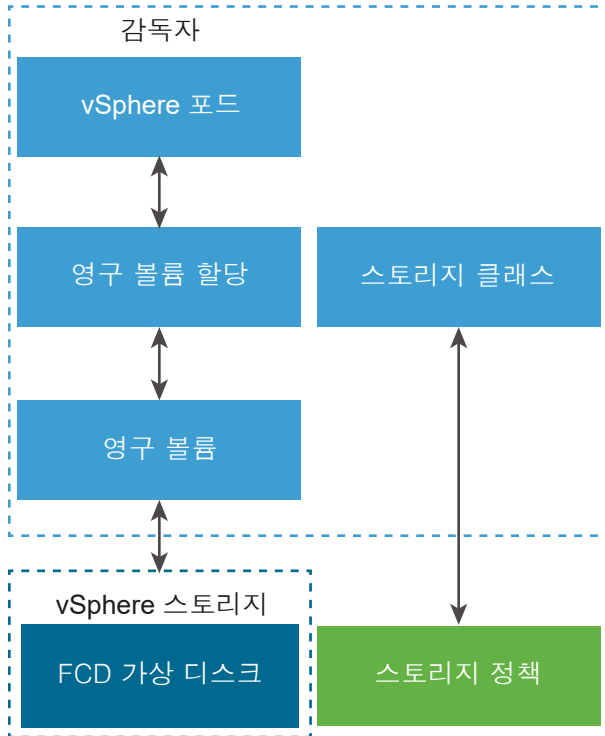 감독자
vSphere 포드
영구 볼륨 할당
스토리지 클래스
영구 볼륨
vSphere 스토리지
FCD 가상 디스크
스토리지 정책